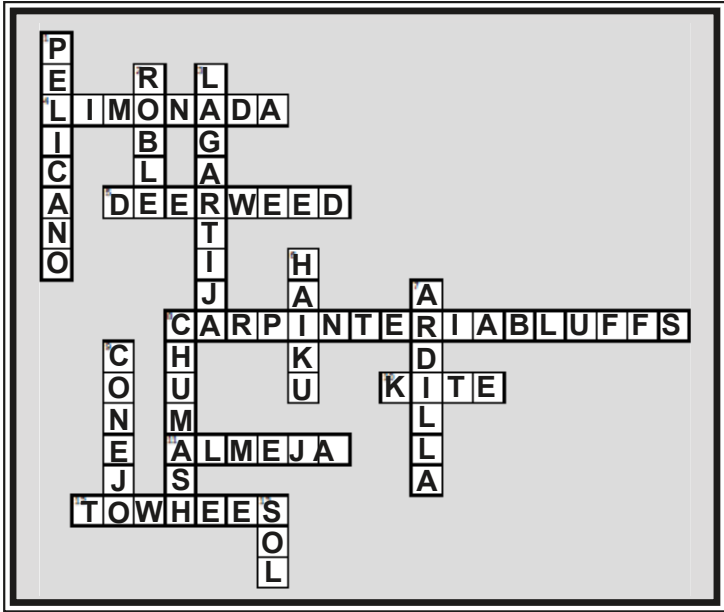 PELICANO
ROBLE
LAGARTIJA
LIMONADA
DEERWEED
HAIKU
ARDILLA
CARPINTERIABLUFFS
CHUMASH
CONEJO
KITE
ALMEJA
TOWHEES
SOL